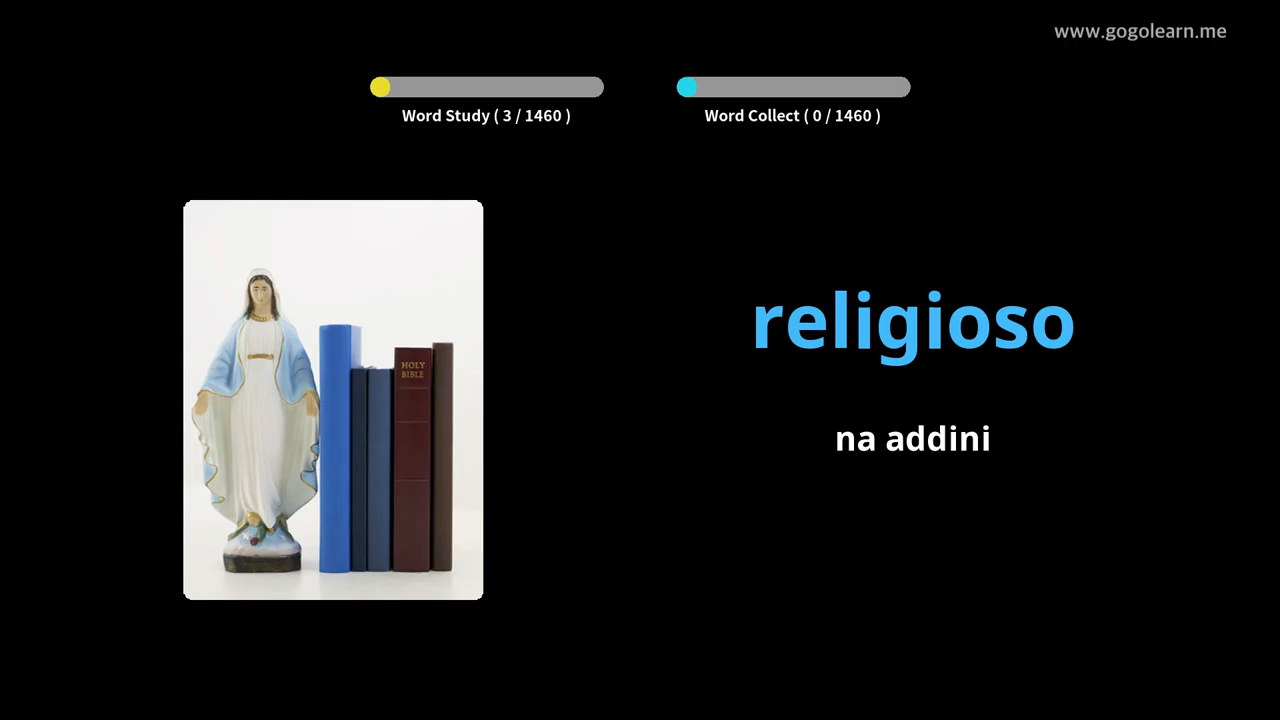 www.gogolearn.me
Word Study ( 3 / 1460 )
Word Collect ( 0 / 1460 )
HOLY
BIBLE
religioso
na addini